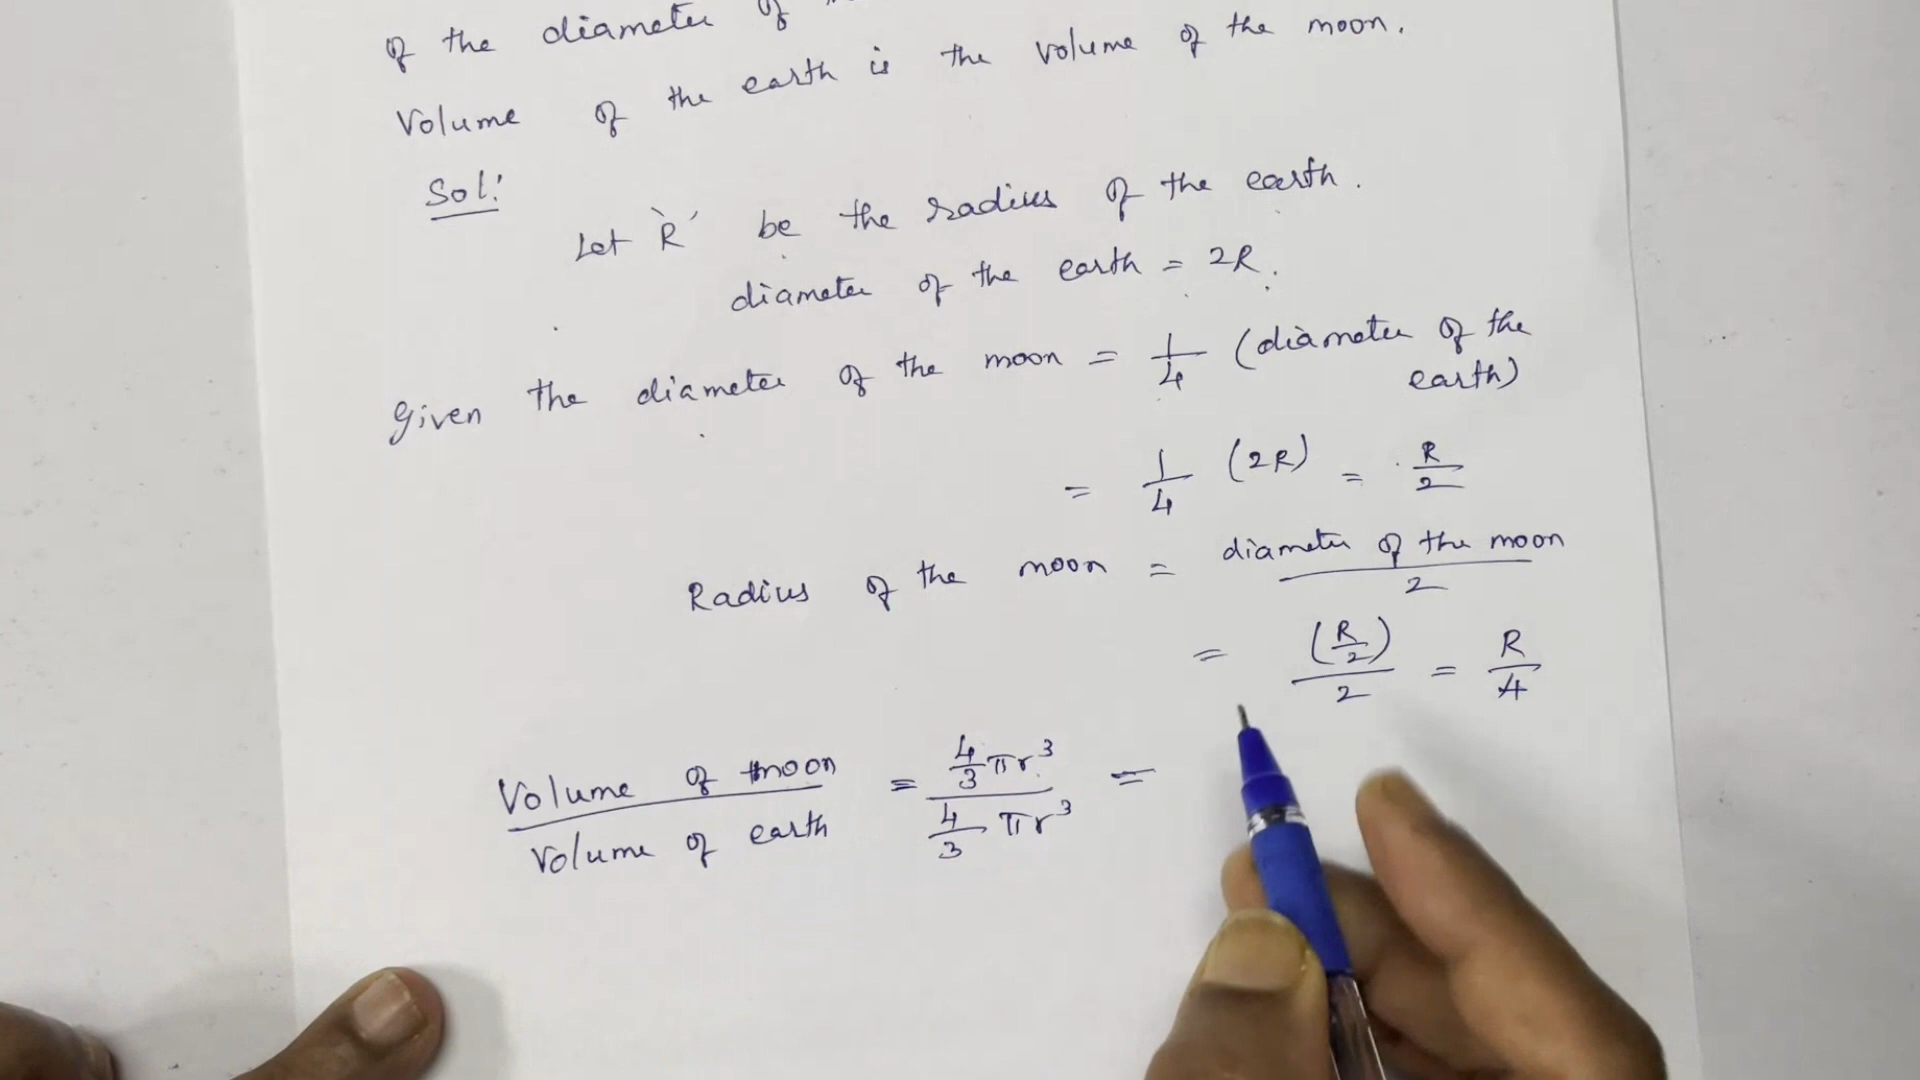 of the diameter of
Volume of the earth is the volume of the moon.
Sol:
Let `R´ be the radius of the earth.
diameter of the earth = 2R.
Given the diameter of the moon = 1/4 (diameter of the
earth)
= 1/4 (2R) = R/2
Radius of the moon = diameter of the moon / 2
= (R/2) / 2 = R/4
Volume of moon / Volume of earth = 4/3 πr³ / 4/3 πr³ =